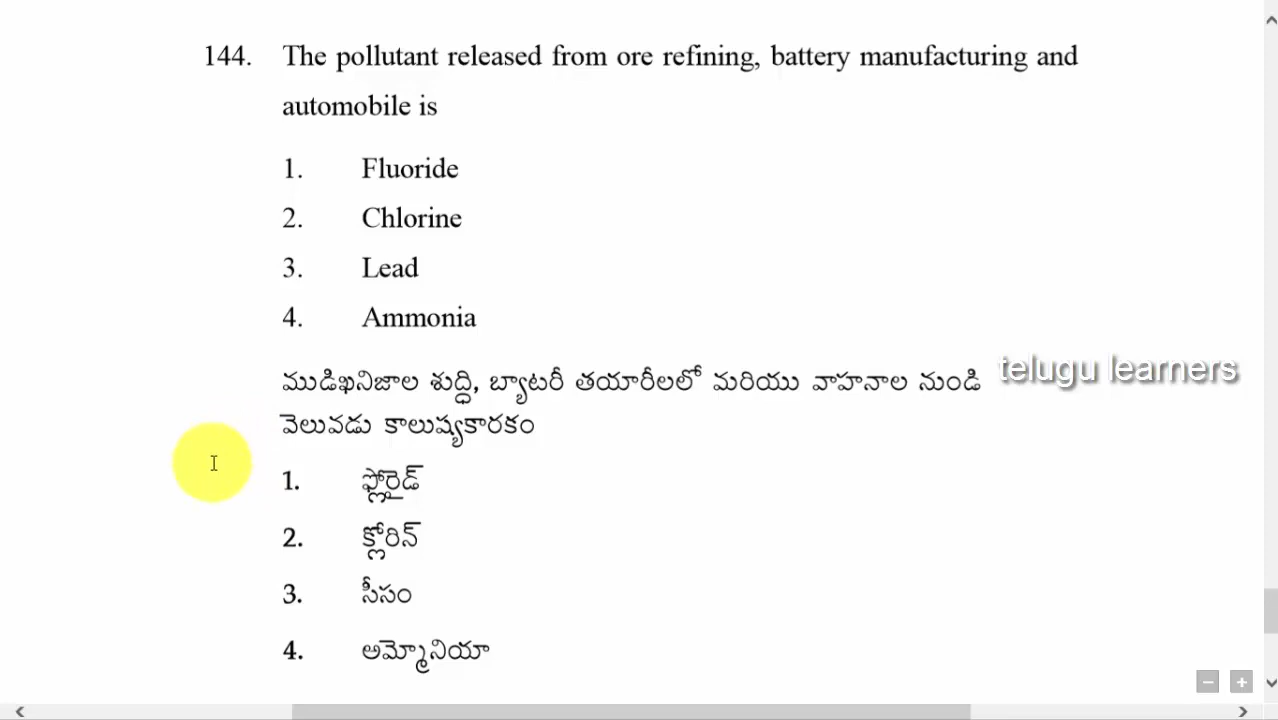 144. The pollutant released from ore refining, battery manufacturing and
automobile is
1. Fluoride
2. Chlorine
3. Lead
4. Ammonia
ముడిఖనిజాల శుద్ధి, బ్యాటరీ తయారీలలో మరియు వాహనాల నుండి
వెలువడు కాలుష్యకారకం
telugu learners
1. ఫ్లోరైడ్
2. క్లోరిన్
3. సీసం
4. అమ్మోనియా